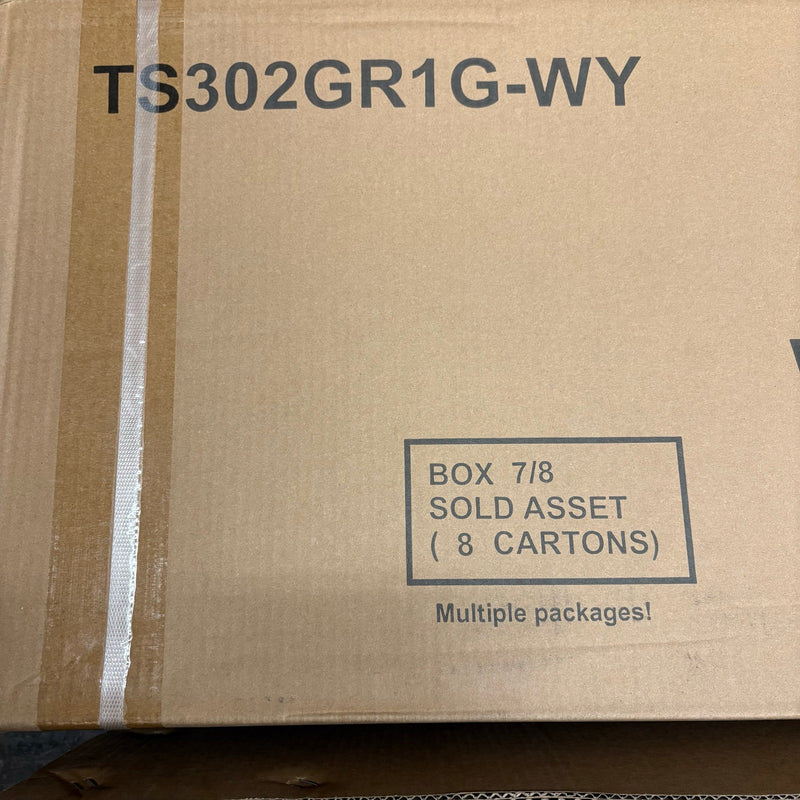 TS302GR1G-WY
BOX 7/8
SOLD ASSET
( 8 CARTONS)
Multiple packages!